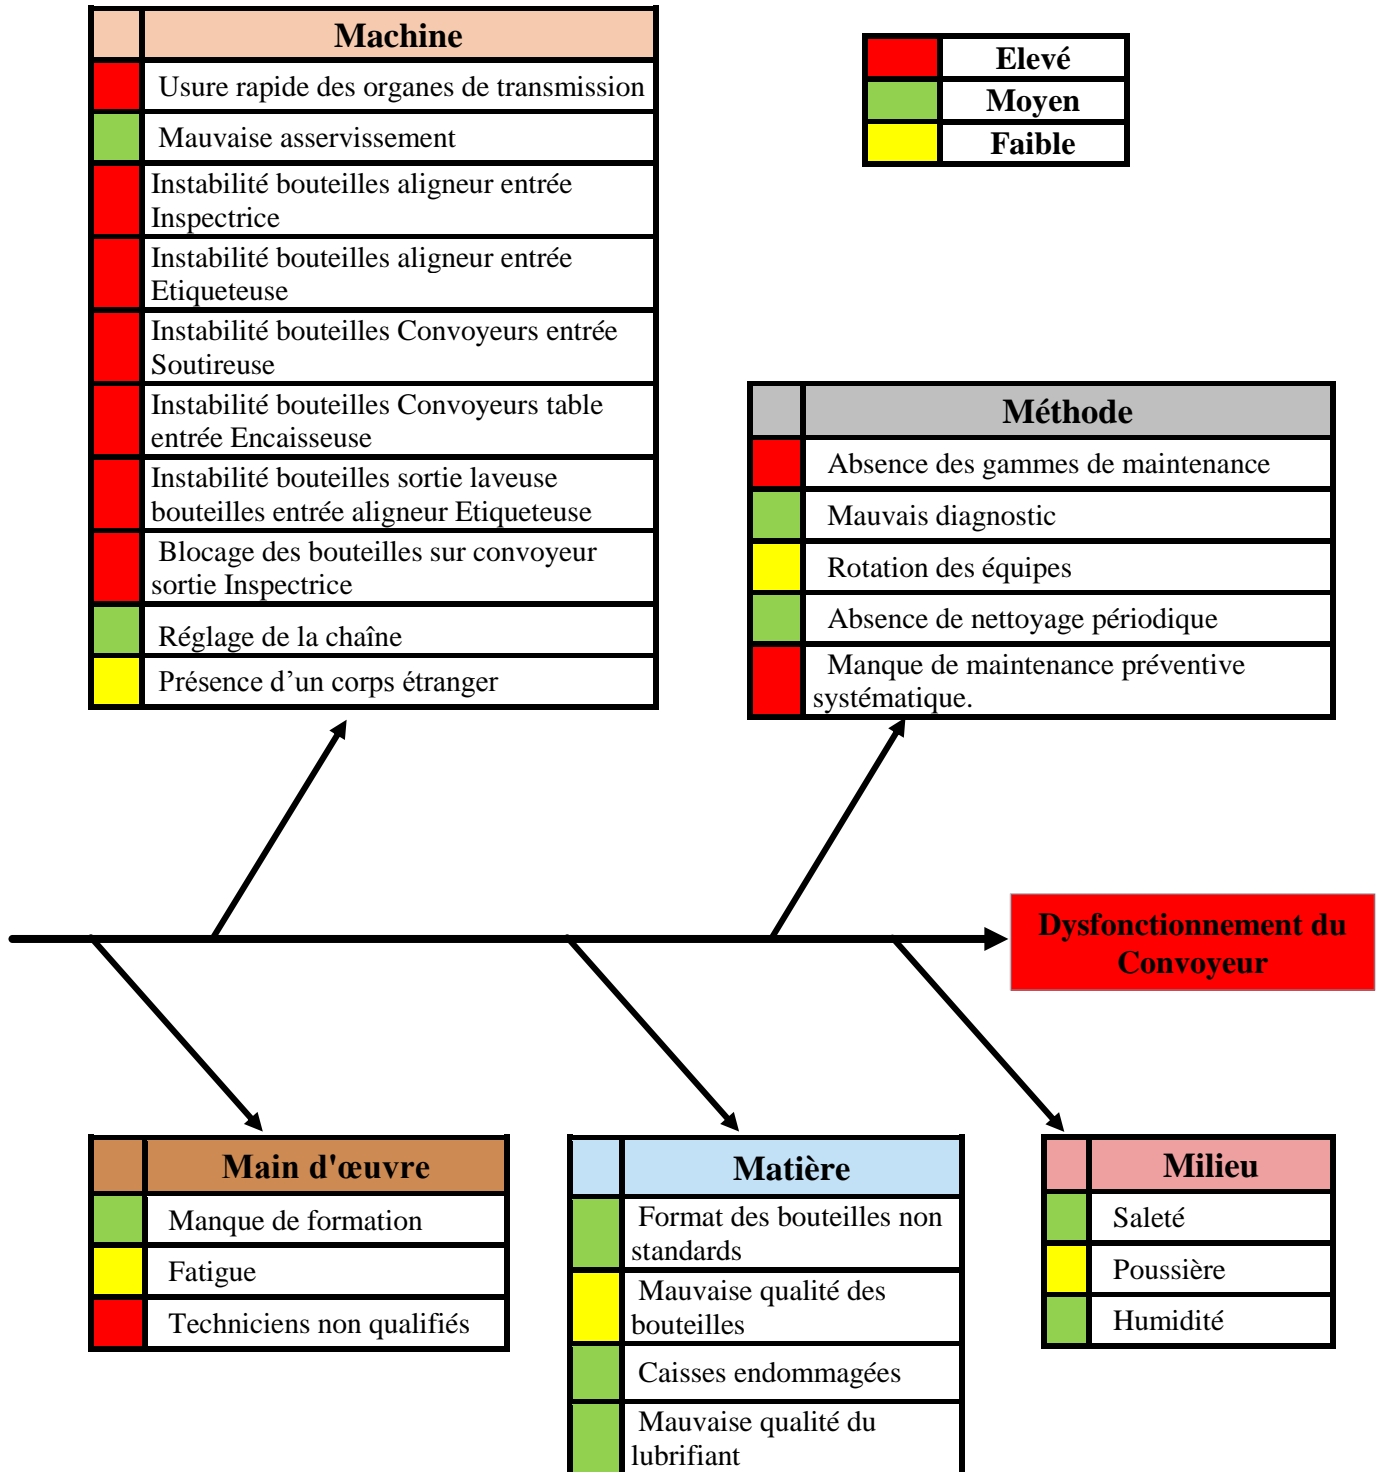 Machine
Usure rapide des organes de transmission
Mauvaise asservissement
Instabilité bouteilles aligneur entrée
Inspectrice
Instabilité bouteilles aligneur entrée
Etiqueteuse
Instabilité bouteilles Convoyeurs entrée
Soutireuse
Instabilité bouteilles Convoyeurs table
entrée Encaisseuse
Instabilité bouteilles sortie laveuse
bouteilles entrée aligneur Etiqueteuse
Blocage des bouteilles sur convoyeur
sortie Inspectrice
Réglage de la chaîne
Présence d’un corps étranger
Elevé
Moyen
Faible
Méthode
Absence des gammes de maintenance
Mauvais diagnostic
Rotation des équipes
Absence de nettoyage périodique
Manque de maintenance préventive
systématique.
Dysfonctionnement du
Convoyeur
Main d'œuvre
Manque de formation
Fatigue
Techniciens non qualifiés
Matière
Format des bouteilles non
standards
Mauvaise qualité des
bouteilles
Caisses endommagées
Mauvaise qualité du
lubrifiant
Milieu
Saleté
Poussière
Humidité